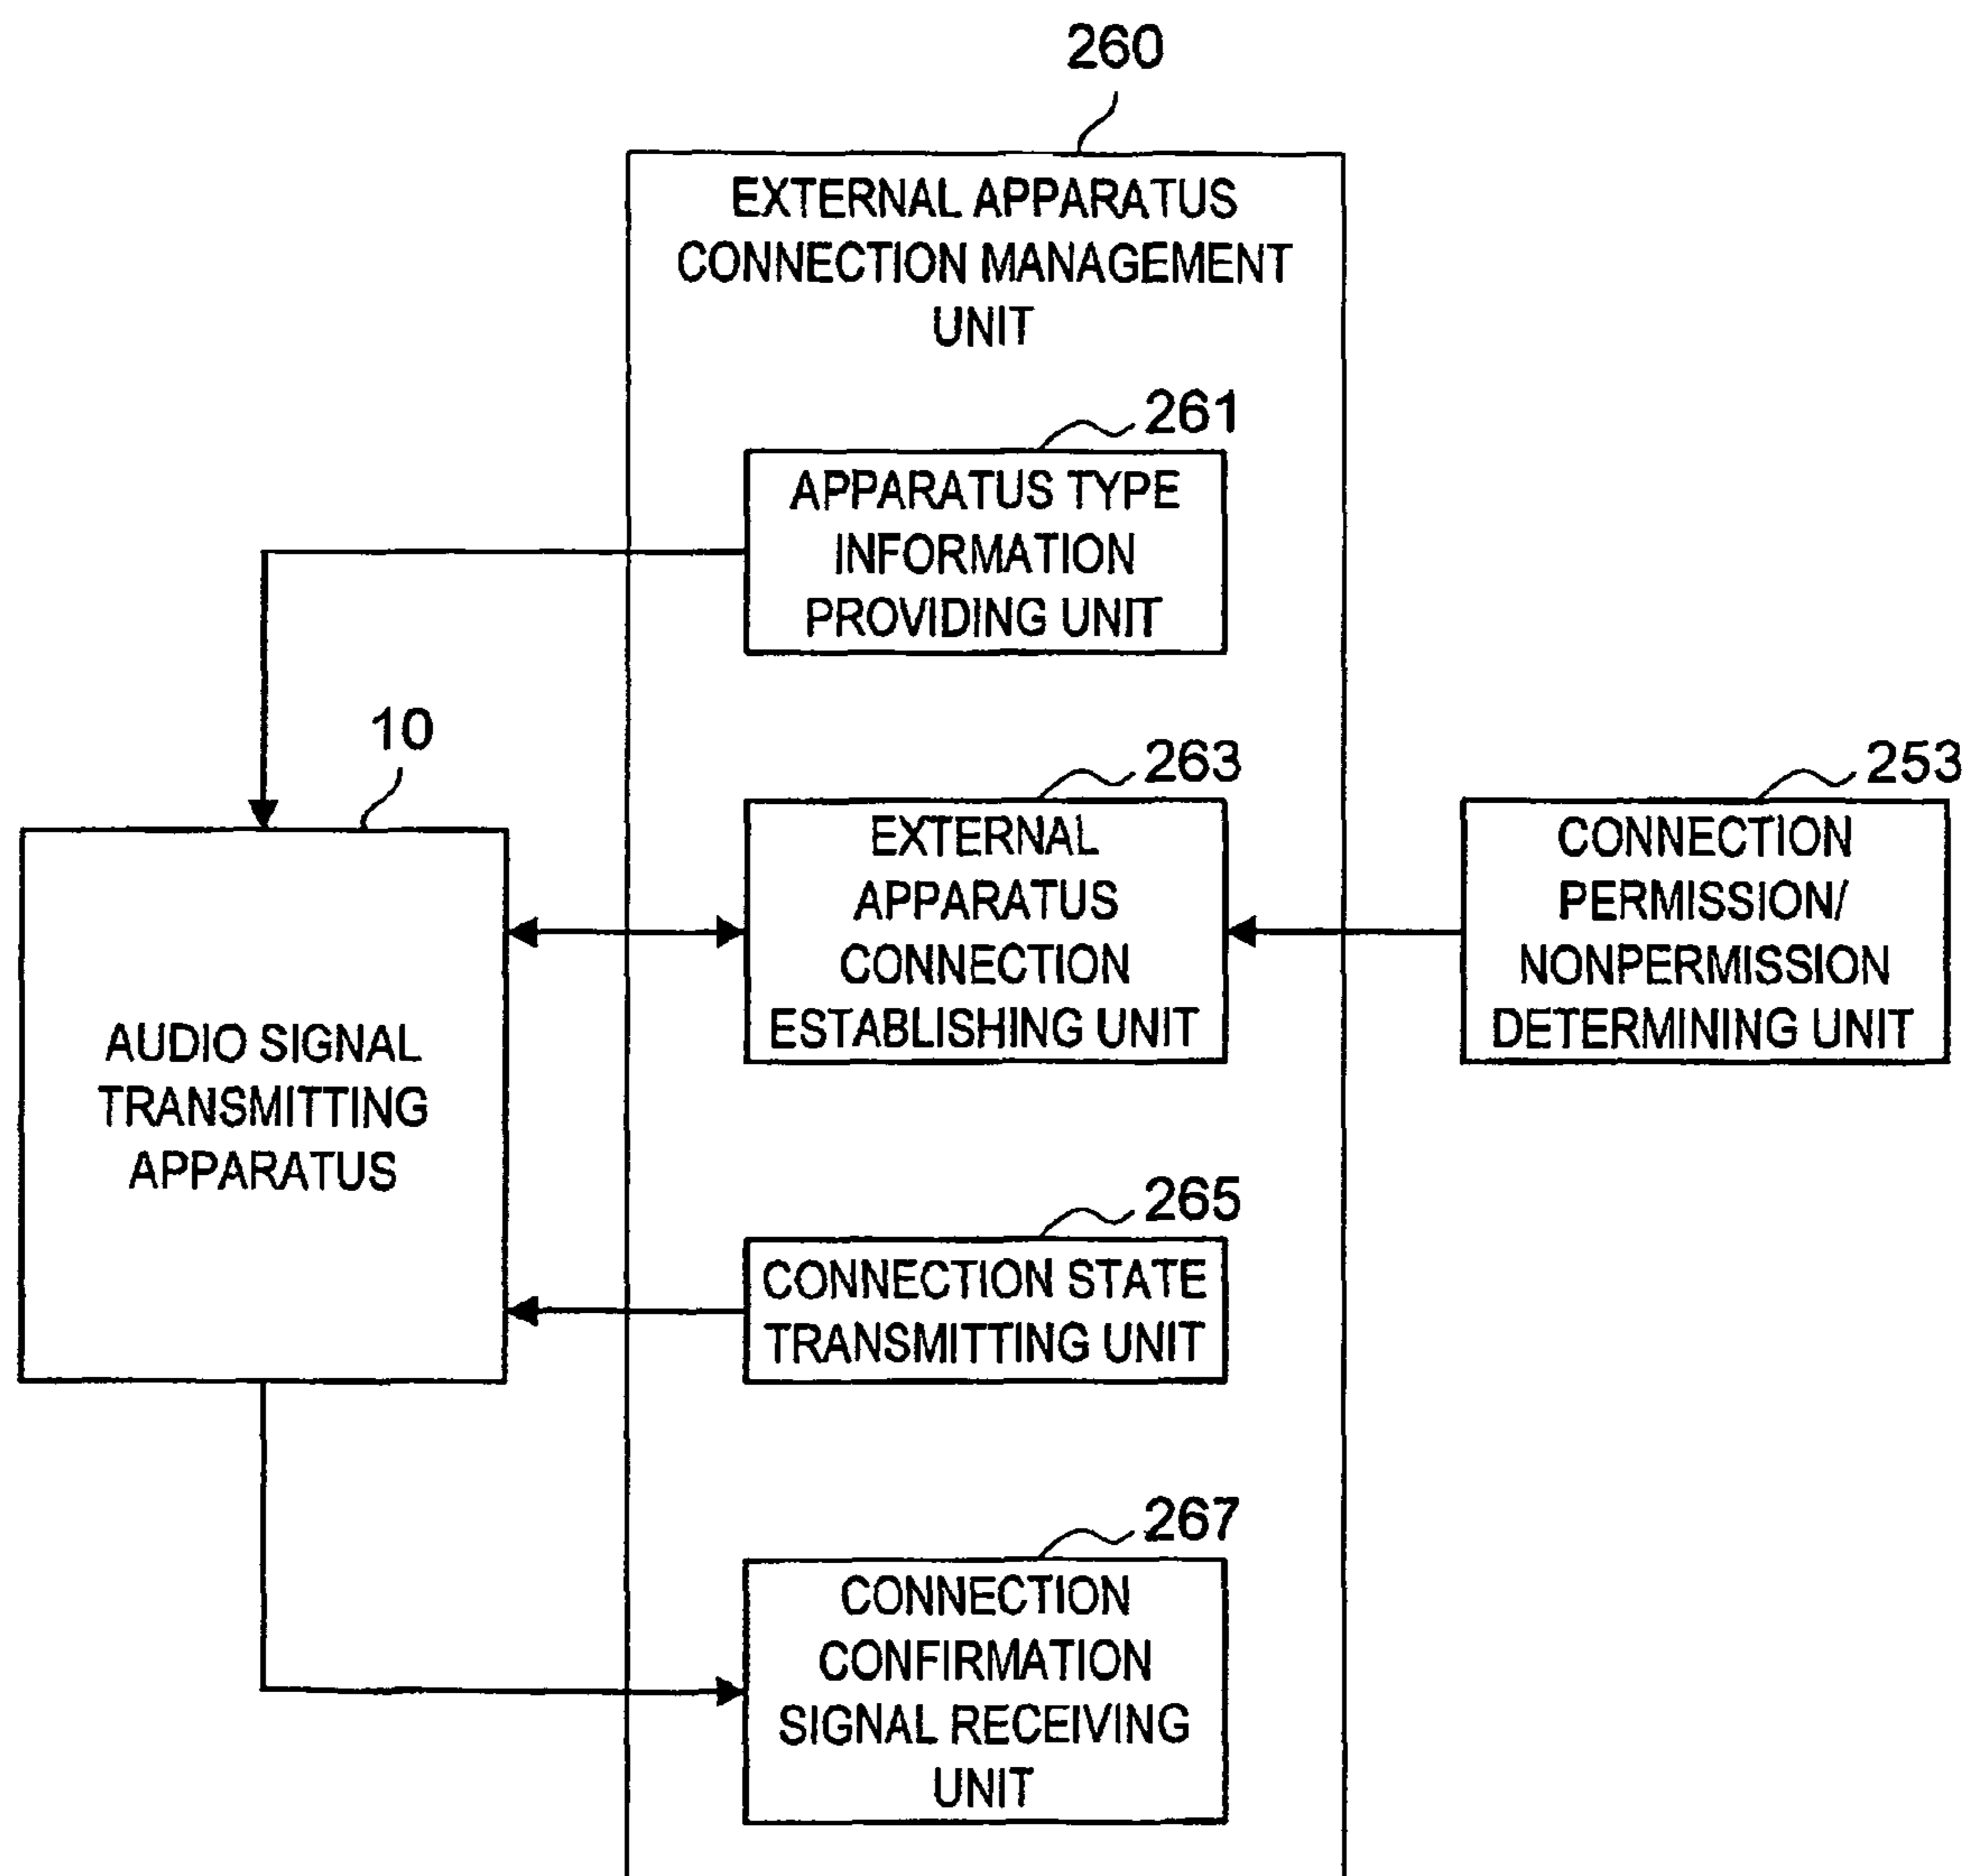 260
EXTERNAL APPARATUS
CONNECTION MANAGEMENT
UNIT
261
APPARATUS TYPE
INFORMATION
PROVIDING UNIT
10
AUDIO SIGNAL
TRANSMITTING
APPARATUS
263
EXTERNAL
APPARATUS
CONNECTION
ESTABLISHING UNIT
253
CONNECTION
PERMISSION/
NONPERMISSION
DETERMINING UNIT
265
CONNECTION STATE
TRANSMITTING UNIT
267
CONNECTION
CONFIRMATION
SIGNAL RECEIVING
UNIT